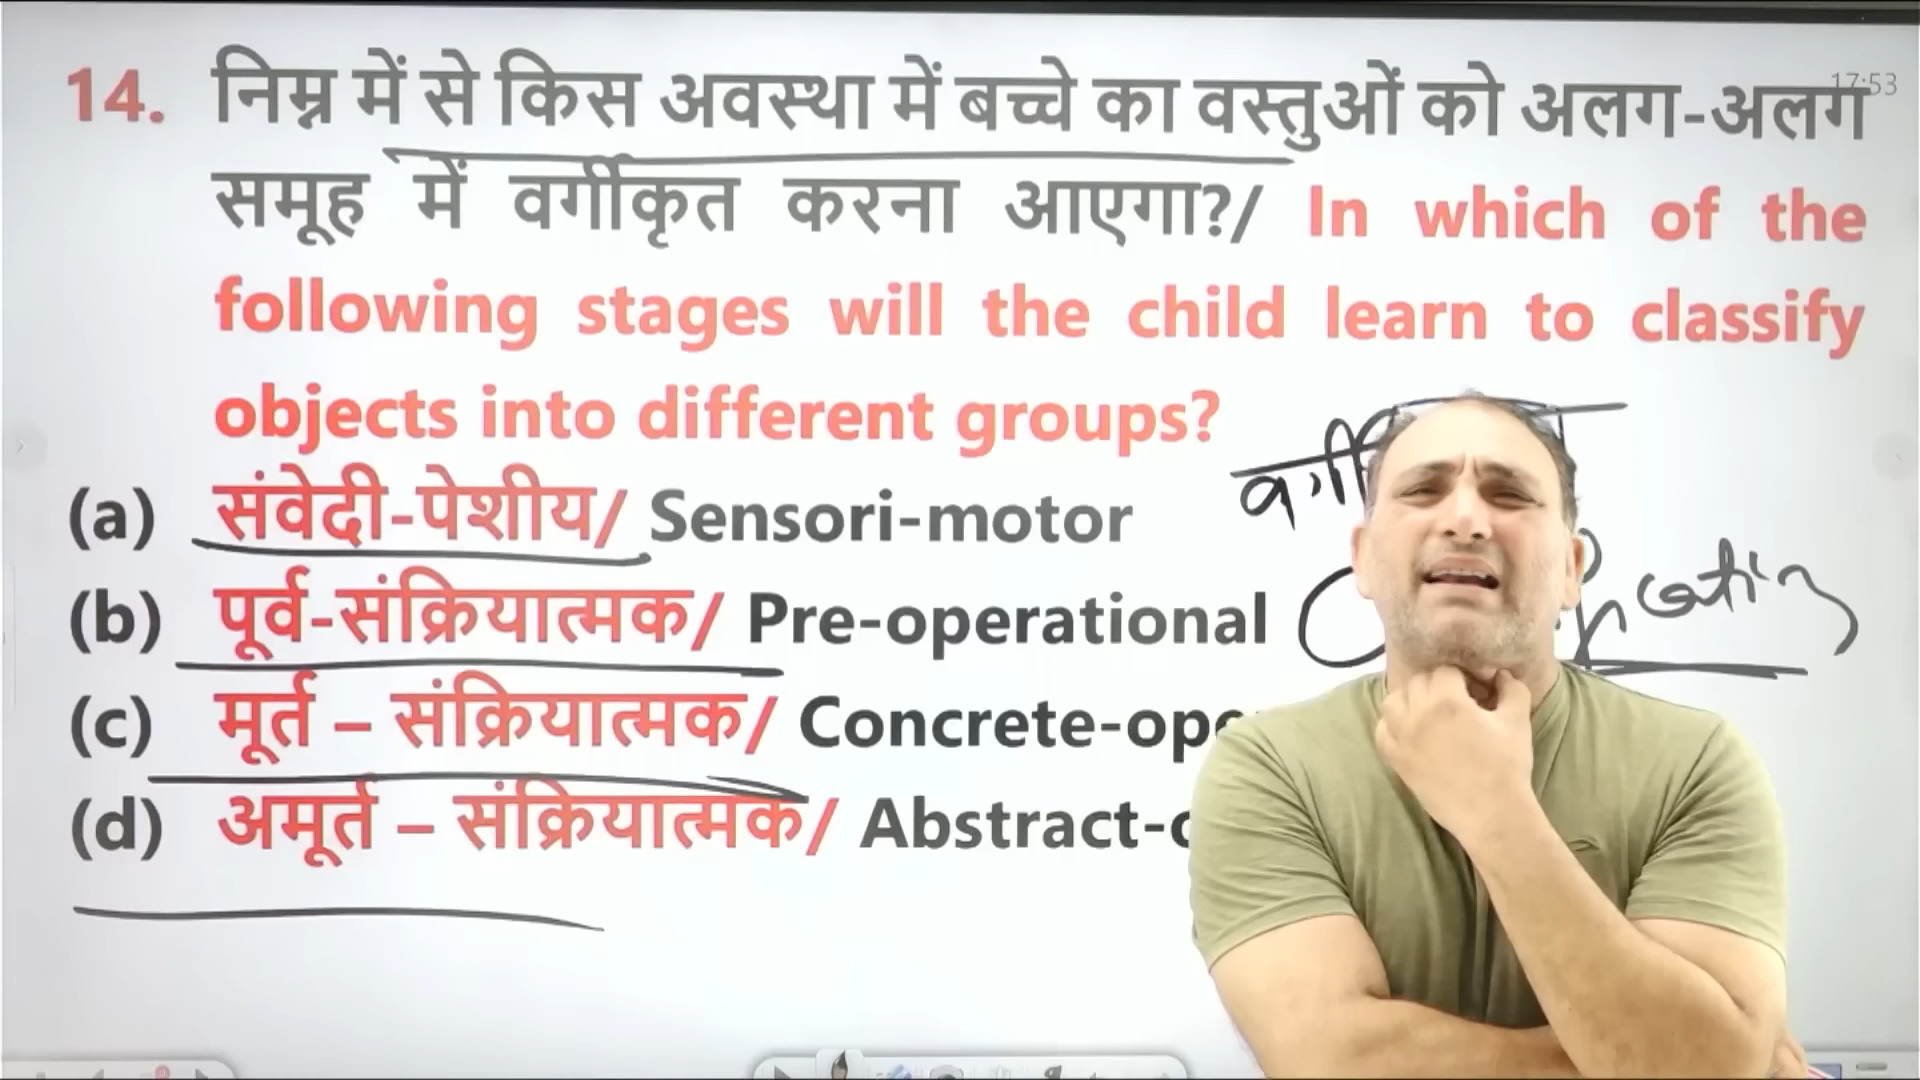 17:53
14. निम्न में से किस अवस्था में बच्चे का वस्तुओं को अलग-अलग
समूह में वर्गीकृत करना आएगा?/ In which of the
following stages will the child learn to classify
objects into different groups?
(a) संवेदी-पेशीय/ Sensori-motor
(b) पूर्व-संक्रियात्मक/ Pre-operational
(c) मूर्त – संक्रियात्मक/ Concrete-ope
(d) अमूर्त – संक्रियात्मक/ Abstract-